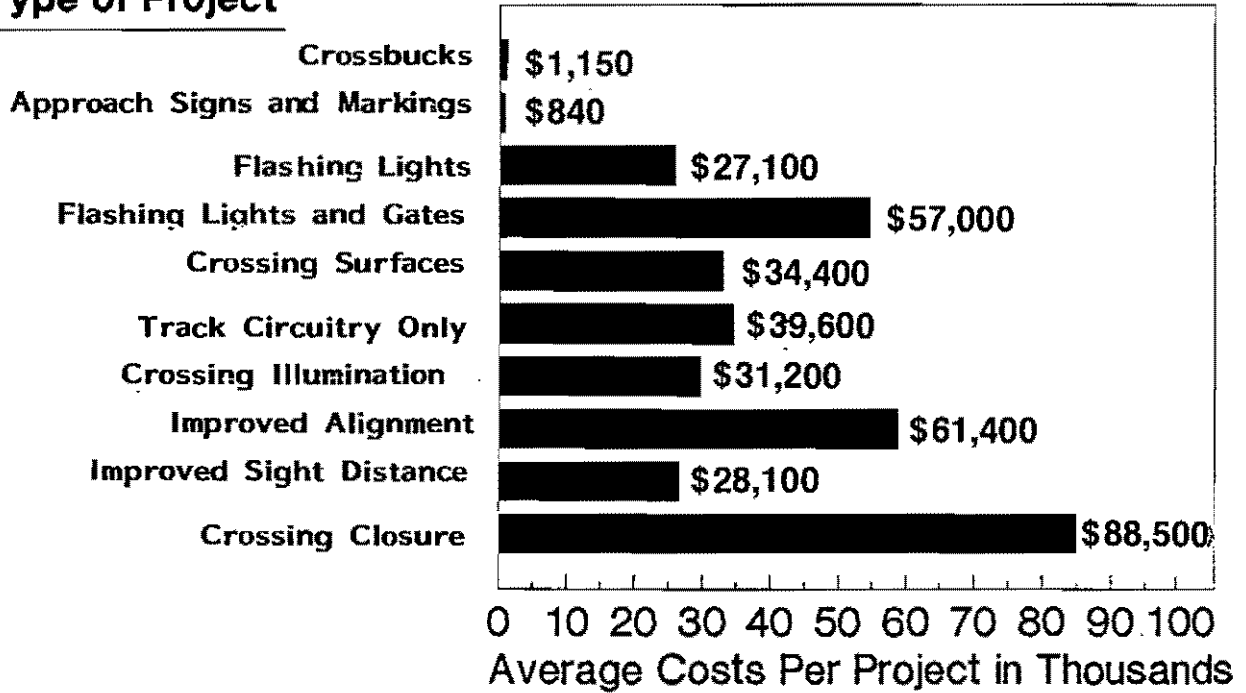 ype of Project
Crossbucks $1,150
Approach Signs and Markings $840
Flashing Lights $27,100
Flashing Lights and Gates $57,000
Crossing Surfaces $34,400
Track Circuitry Only $39,600
Crossing Illumination $31,200
Improved Alignment $61,400
Improved Sight Distance $28,100
Crossing Closure $88,500
0 10 20 30 40 50 60 70 80 90 100
Average Costs Per Project in Thousands